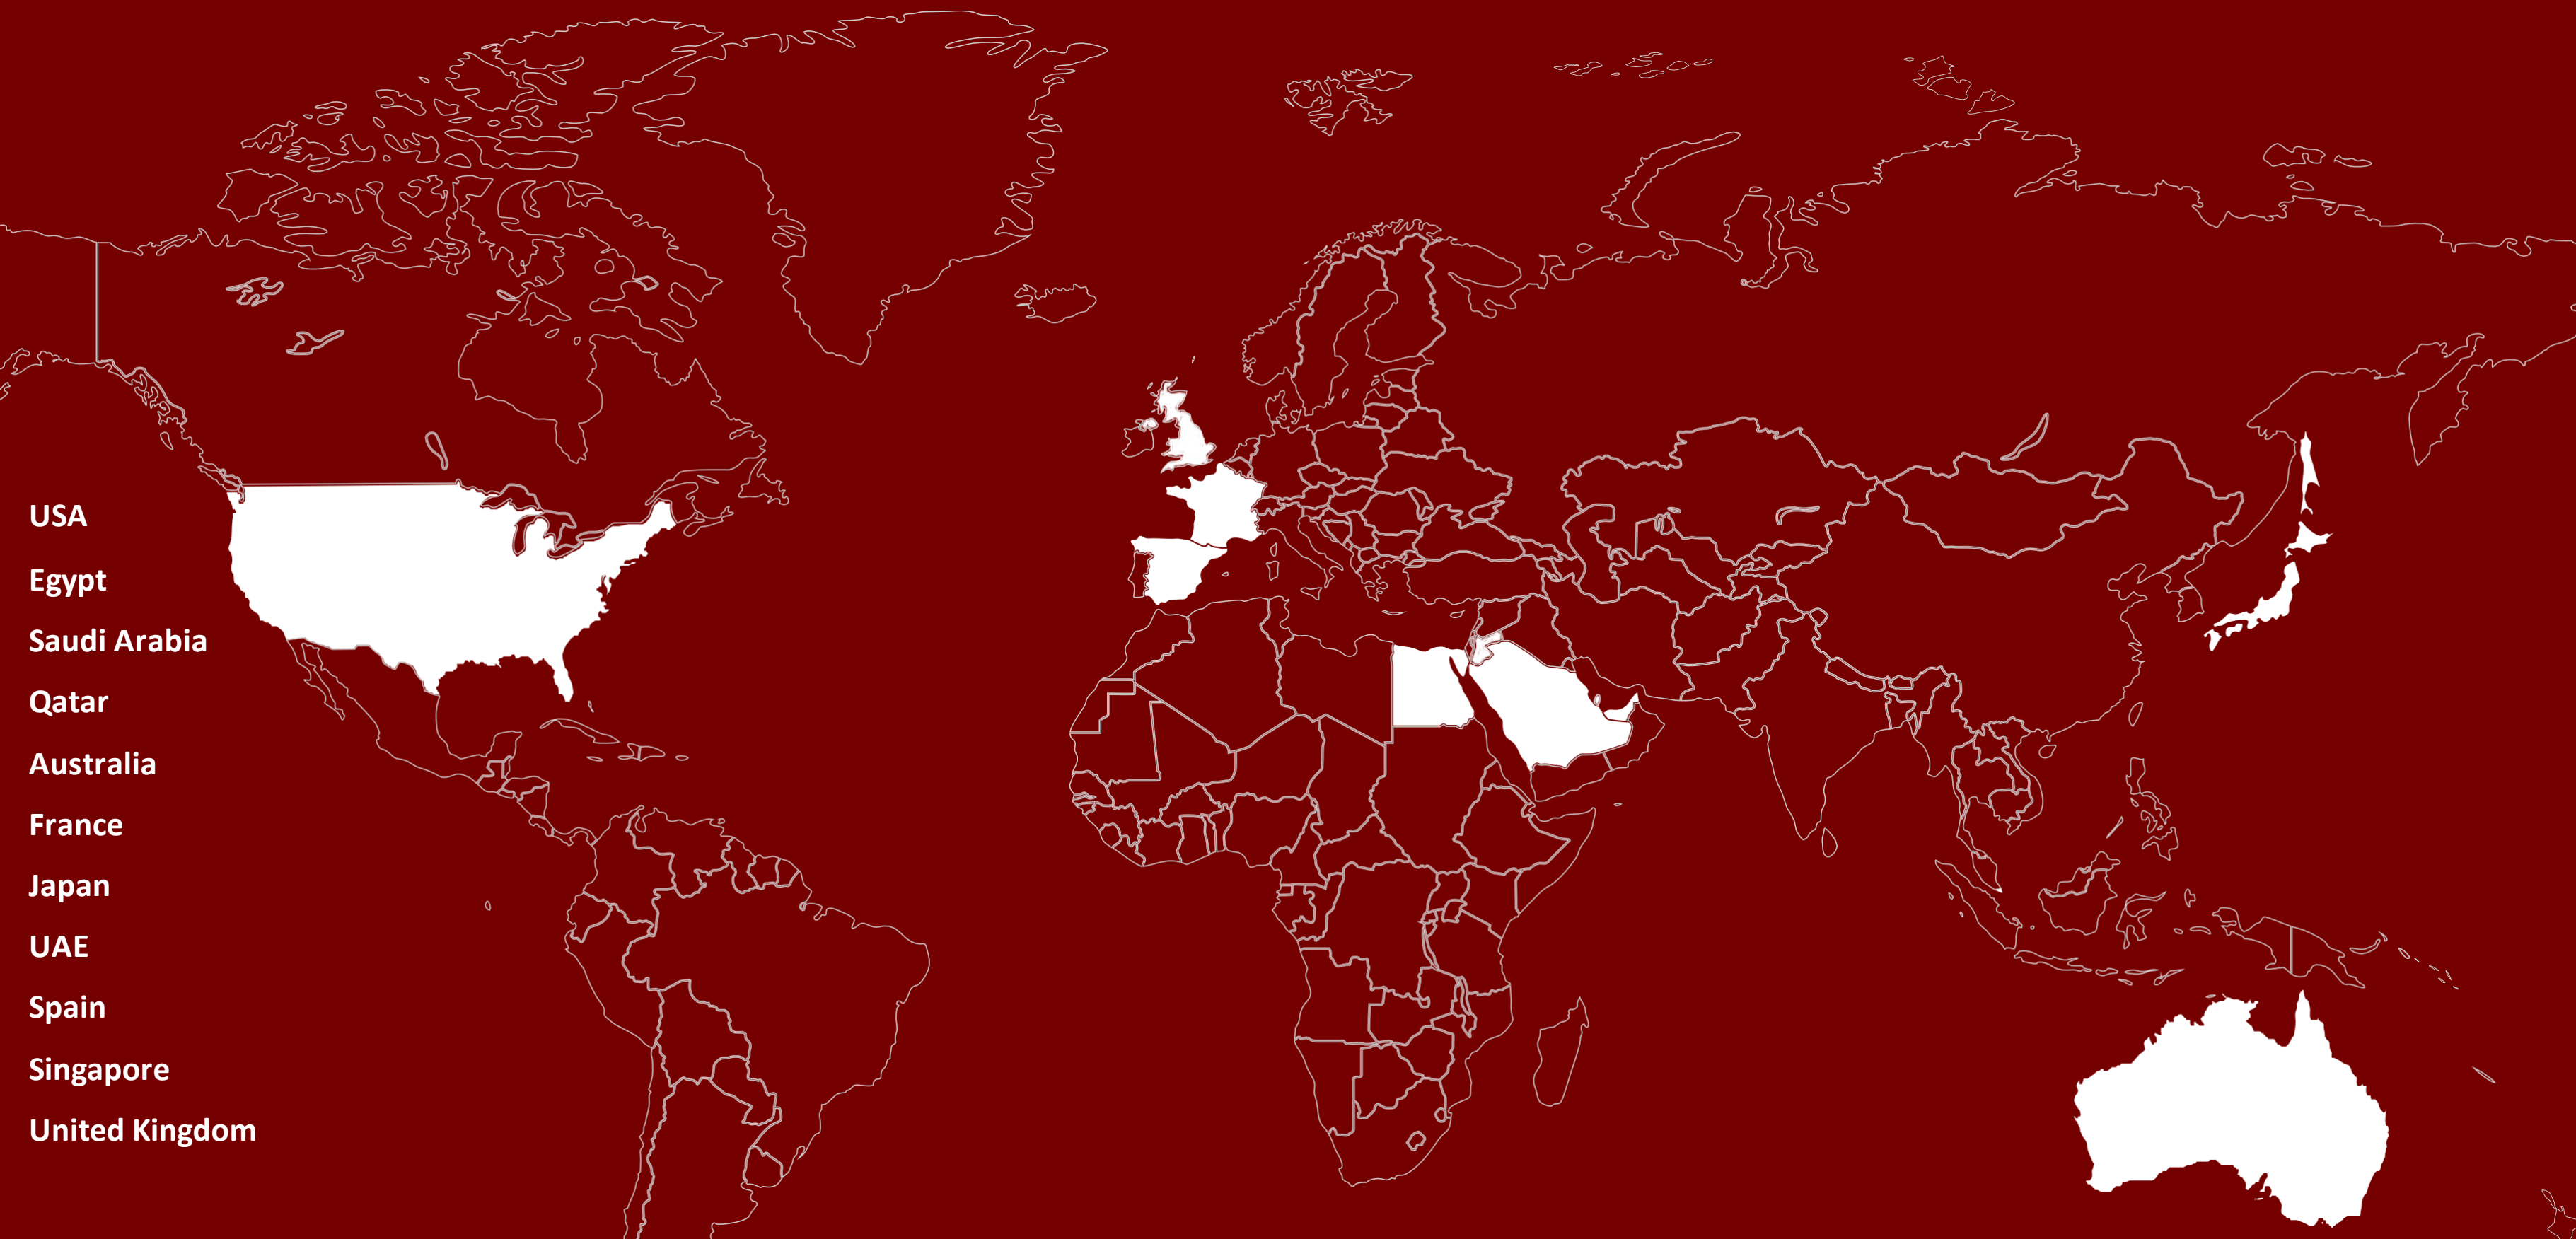 USA
Egypt
Saudi Arabia
Qatar
Australia
France
Japan
UAE
Spain
Singapore
United Kingdom